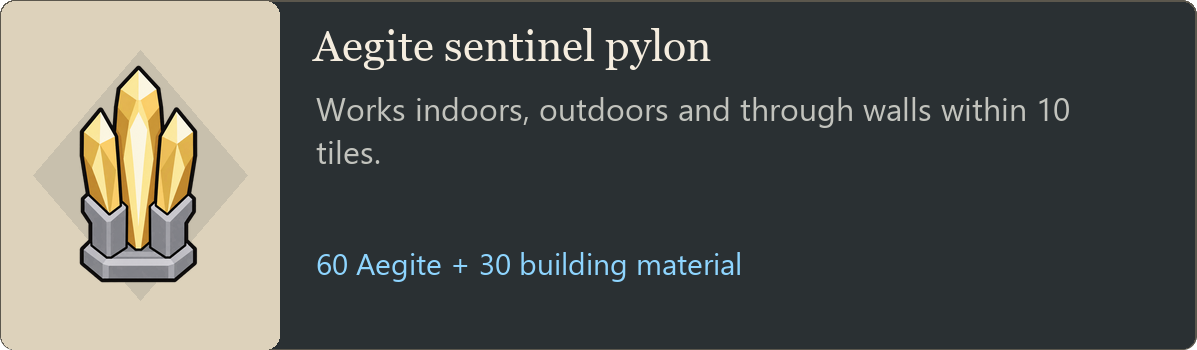 Aegite sentinel pylon
Works indoors, outdoors and through walls within 10
tiles.
60 Aegite + 30 building material